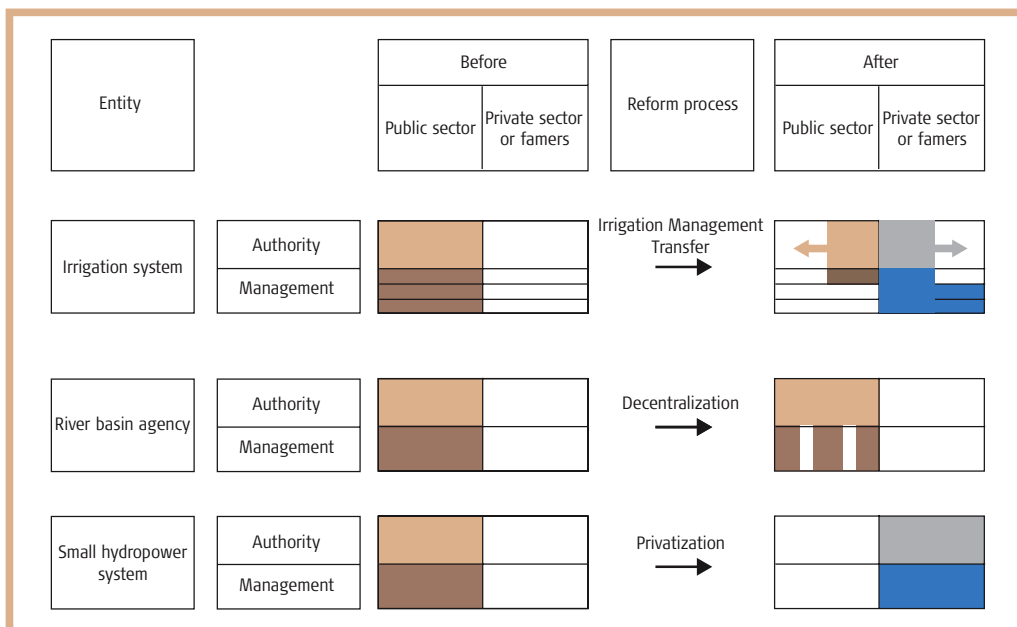 Entity
Before
Public sector
Private sector
or famers
Reform process
After
Public sector
Private sector
or famers
Irrigation system
Authority
Management
Irrigation Management
Transfer
River basin agency
Authority
Management
Decentralization
Small hydropower
system
Authority
Management
Privatization